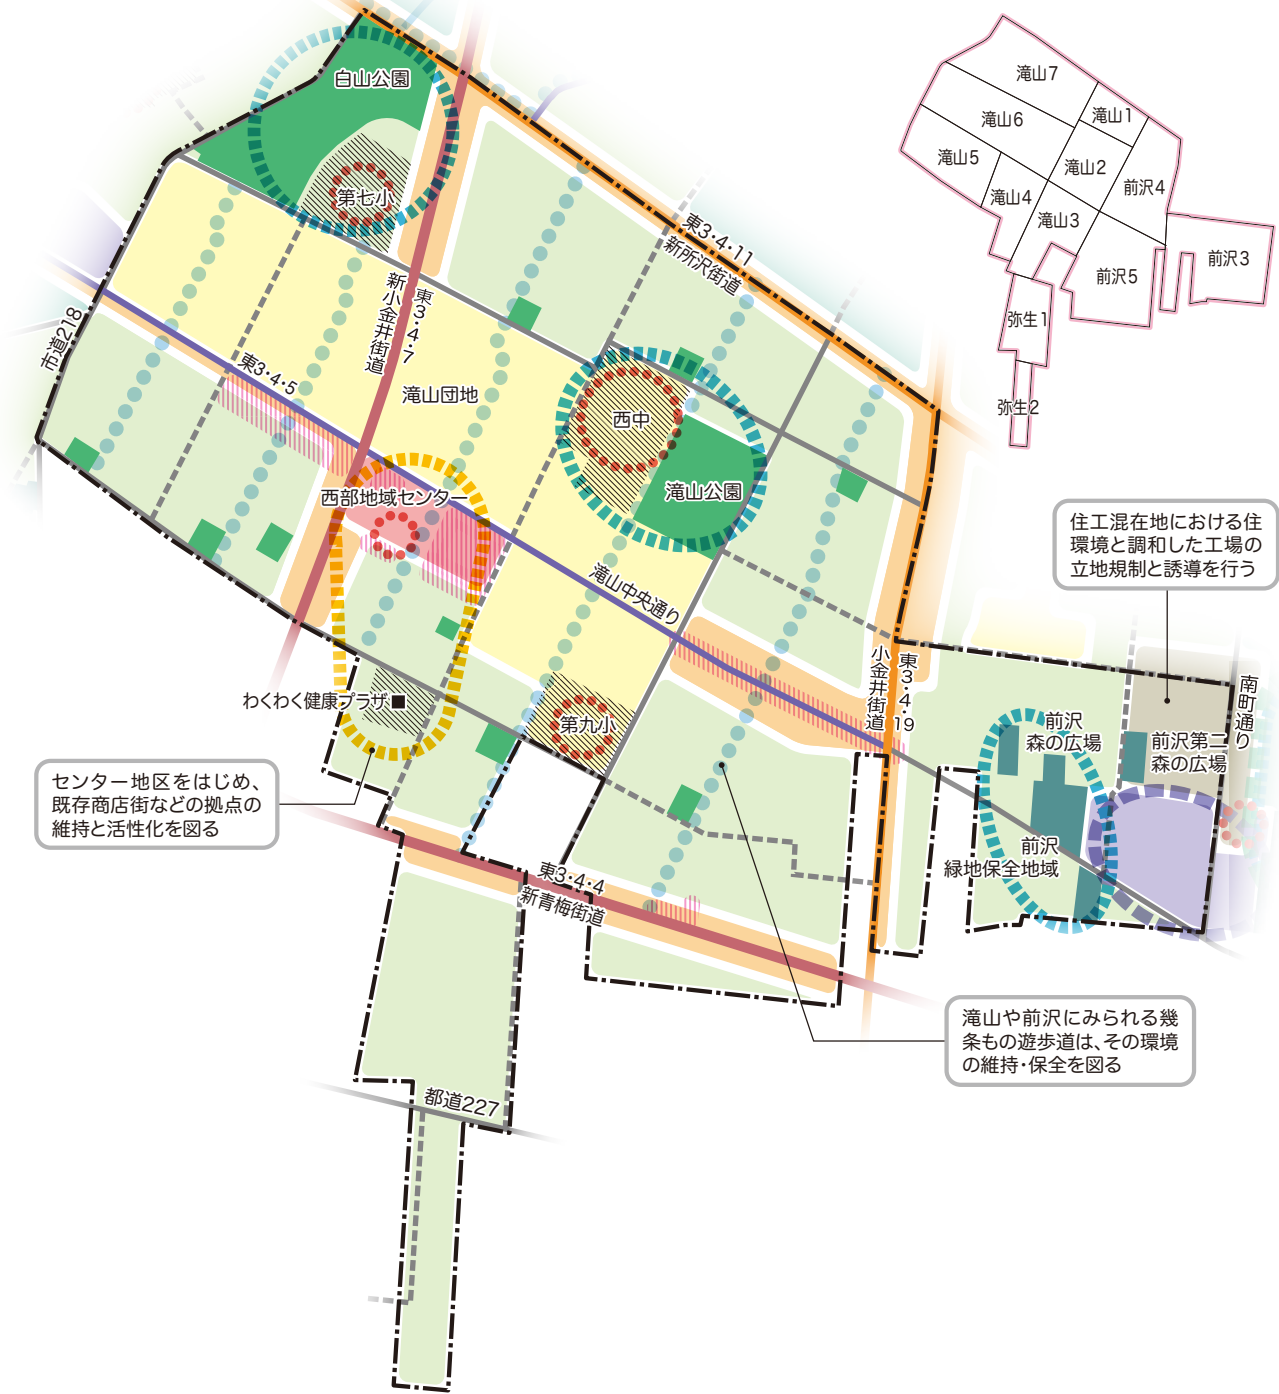 白山公園
第七小
東3・4・11
新所沢街道
東3・4・7
新小金井街道
市道218
東3・4・5
滝山団地
西中
滝山公園
西部地域センター
滝山中央通り
わくわく健康プラザ■
第九小
東3・4・19
小金井街道
東3・4・4
新青梅街道
都道227
南町通り
前沢
森の広場
前沢第二
森の広場
前沢
緑地保全地域
住工混在地における住
環境と調和した工場の
立地規制と誘導を行う
センター地区をはじめ、
既存商店街などの拠点の
維持と活性化を図る
滝山や前沢にみられる幾
条もの遊歩道は、その環境
の維持・保全を図る
滝山7
滝山1
滝山6
滝山2
滝山5
滝山4
前沢4
滝山3
前沢3
前沢5
弥生1
弥生2